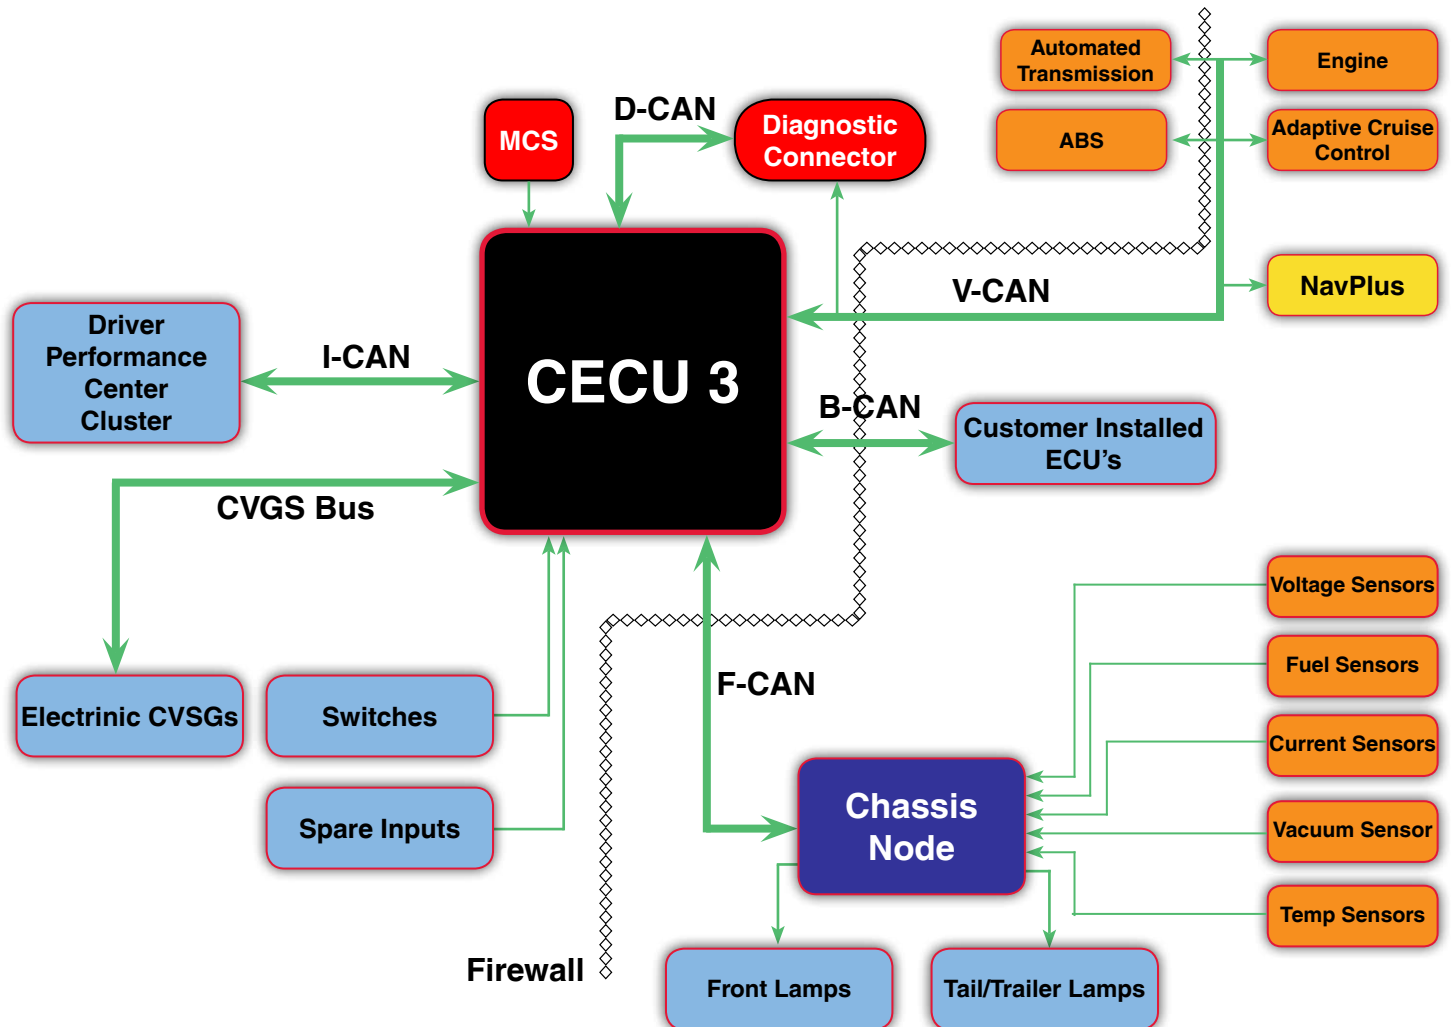 Automated
Transmission
Engine
D-CAN
MCS
Diagnostic
Connector
ABS
Adaptive Cruise
Control
V-CAN
NavPlus
Driver
Performance
Center
Cluster
I-CAN
CECU 3
B-CAN
Customer Installed
ECU's
CVGS Bus
Voltage Sensors
Fuel Sensors
F-CAN
Electrinic CVSGs
Switches
Current Sensors
Spare Inputs
Chassis
Node
Vacuum Sensor
Temp Sensors
Firewall
Front Lamps
Tail/Trailer Lamps